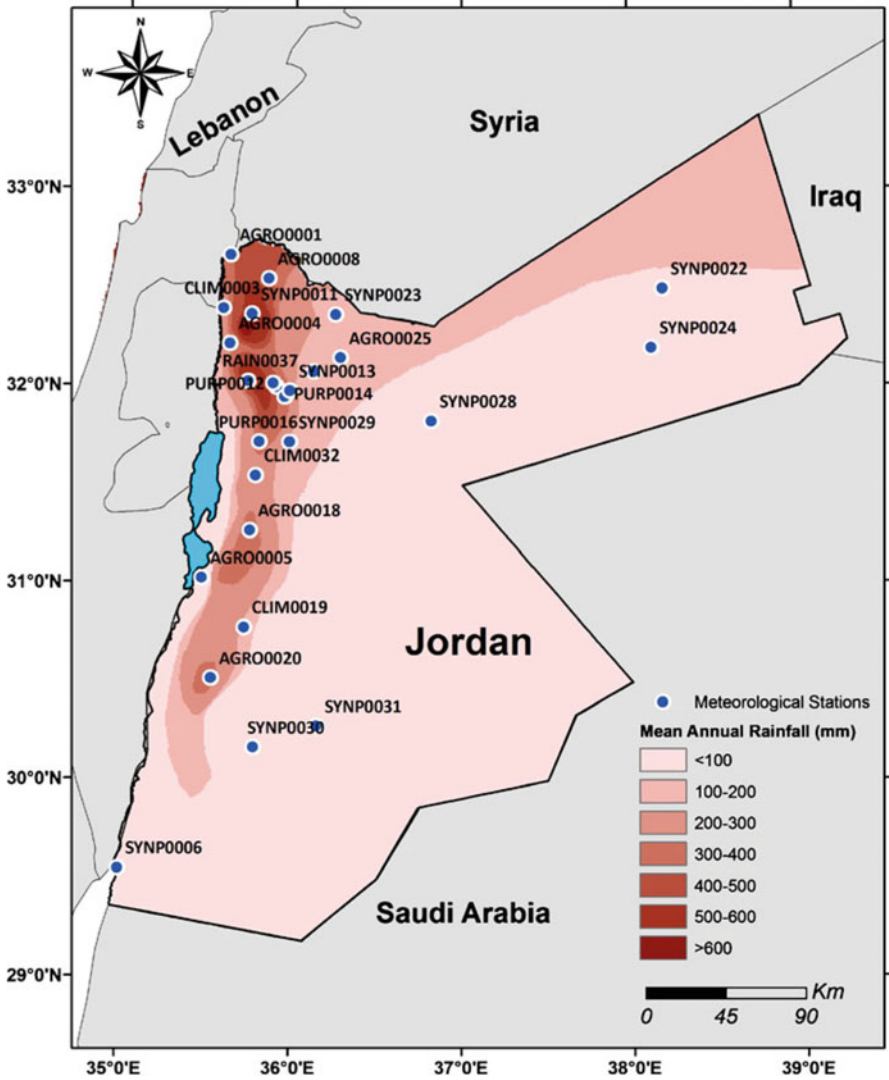 N
W E
S
Lebanon
Syria
Iraq
33°0'N
32°0'N
31°0'N
30°0'N
29°0'N
AGRO0001
AGRO0008
SYNP0022
CLIM0003
SYNP0011
SYNP0023
AGRO0004
SYNP0024
AGRO0025
RAIN0037
SYNP0013
PURP0012
PURP0014
SYNP0028
PURP0016
SYNP0029
CLIM0032
AGRO0018
AGRO0005
CLIM0019
Jordan
AGRO0020
SYNP0031
SYNP0030
SYNP0006
Saudi Arabia
Meteorological Stations
Mean Annual Rainfall (mm)
<100
100-200
200-300
300-400
400-500
500-600
>600
Km
0 45 90
35°0'E 36°0'E 37°0'E 38°0'E 39°0'E